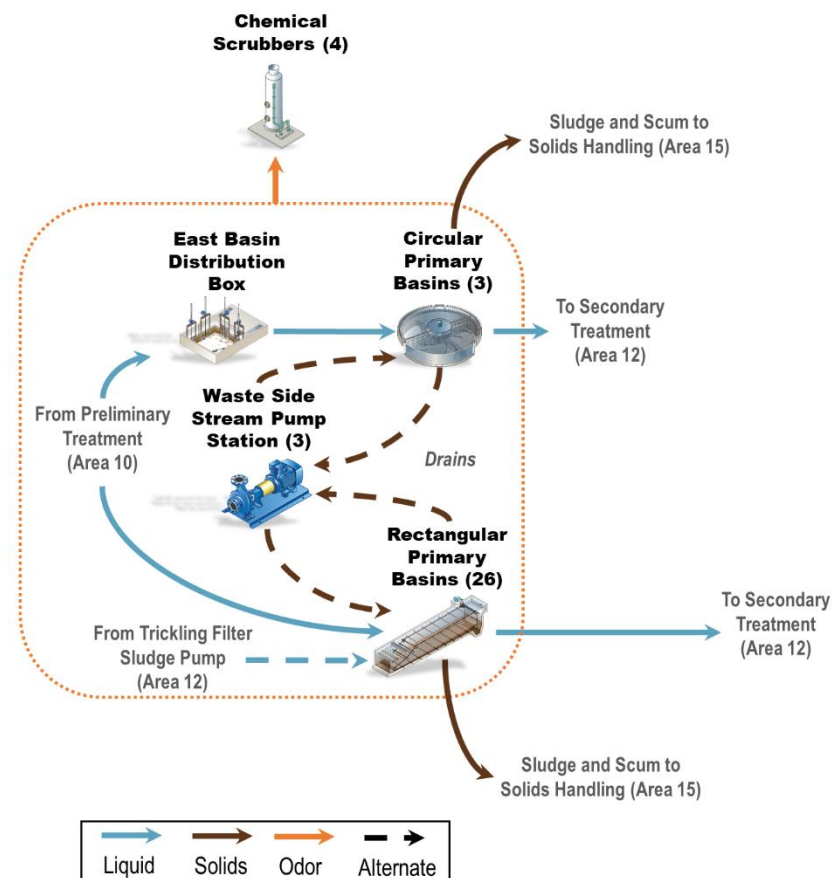 Chemical
Scrubbers (4)
Sludge and Scum to
Solids Handling (Area 15)
East Basin
Distribution
Box
Circular
Primary
Basins (3)
To Secondary
Treatment
(Area 12)
From Preliminary
Treatment
(Area 10)
Waste Side
Stream Pump
Station (3)
Drains
Rectangular
Primary
Basins (26)
To Secondary
Treatment
(Area 12)
From Trickling Filter
Sludge Pump
(Area 12)
Sludge and Scum to
Solids Handling (Area 15)
Liquid Solids Odor Alternate